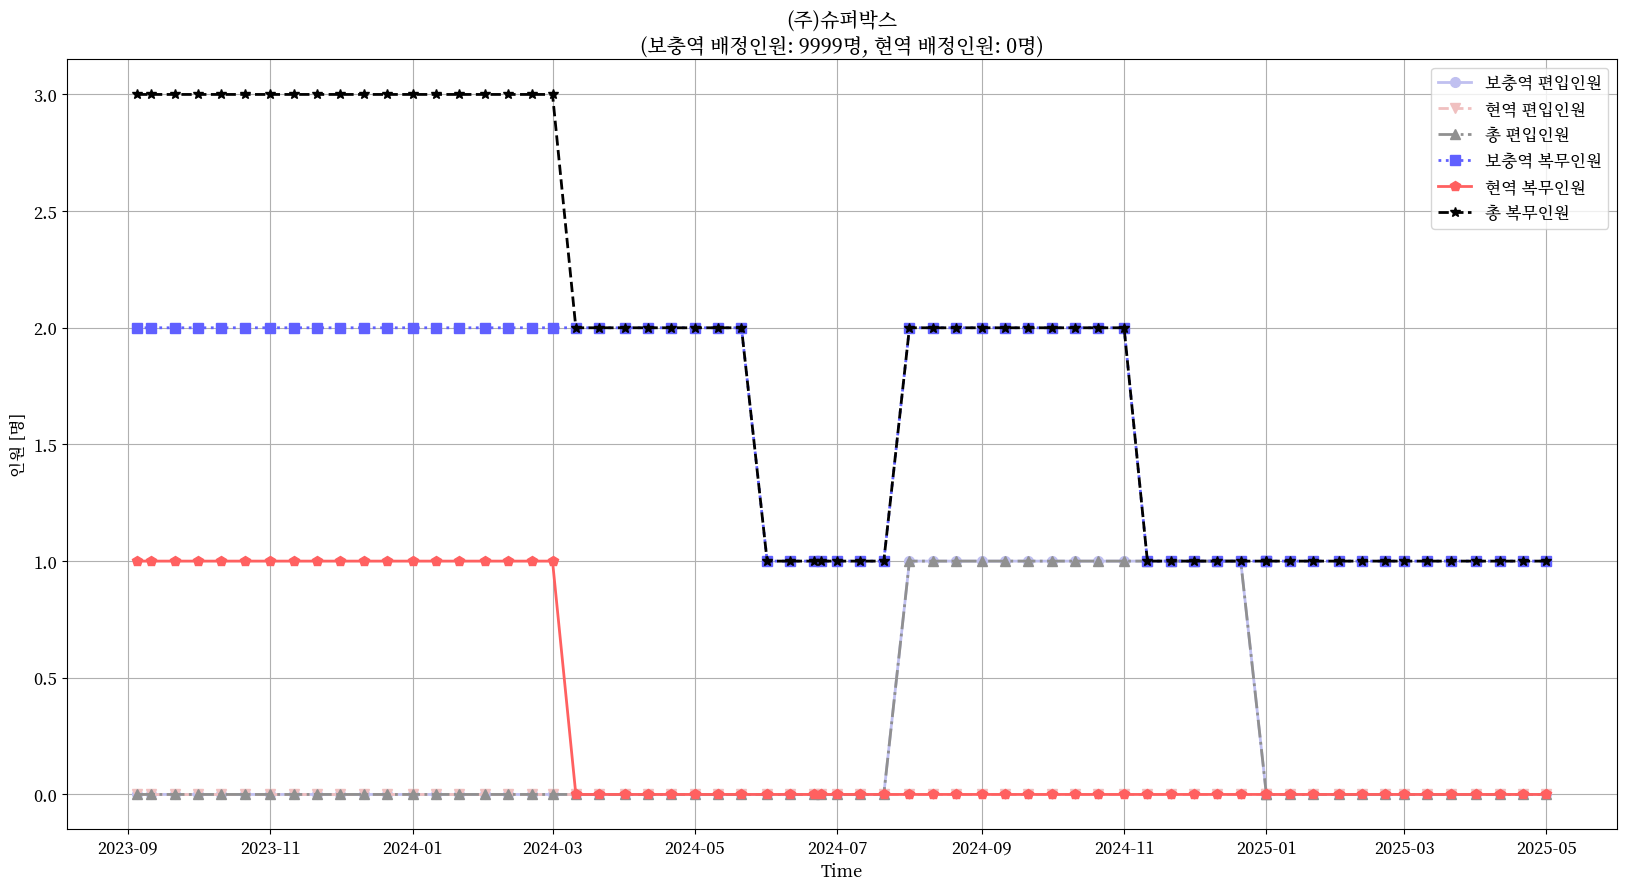 (주)슈퍼박스
(보충역 배정인원: 9999명, 현역 배정인원: 0명)
보충역 편입인원
현역 편입인원
총 편입인원
보충역 복무인원
현역 복무인원
총 복무인원
인원 [명]
3.0
2.5
2.0
1.5
1.0
0.5
0.0
2023-09 2023-11 2024-01 2024-03 2024-05 2024-07 2024-09 2024-11 2025-01 2025-03 2025-05
Time